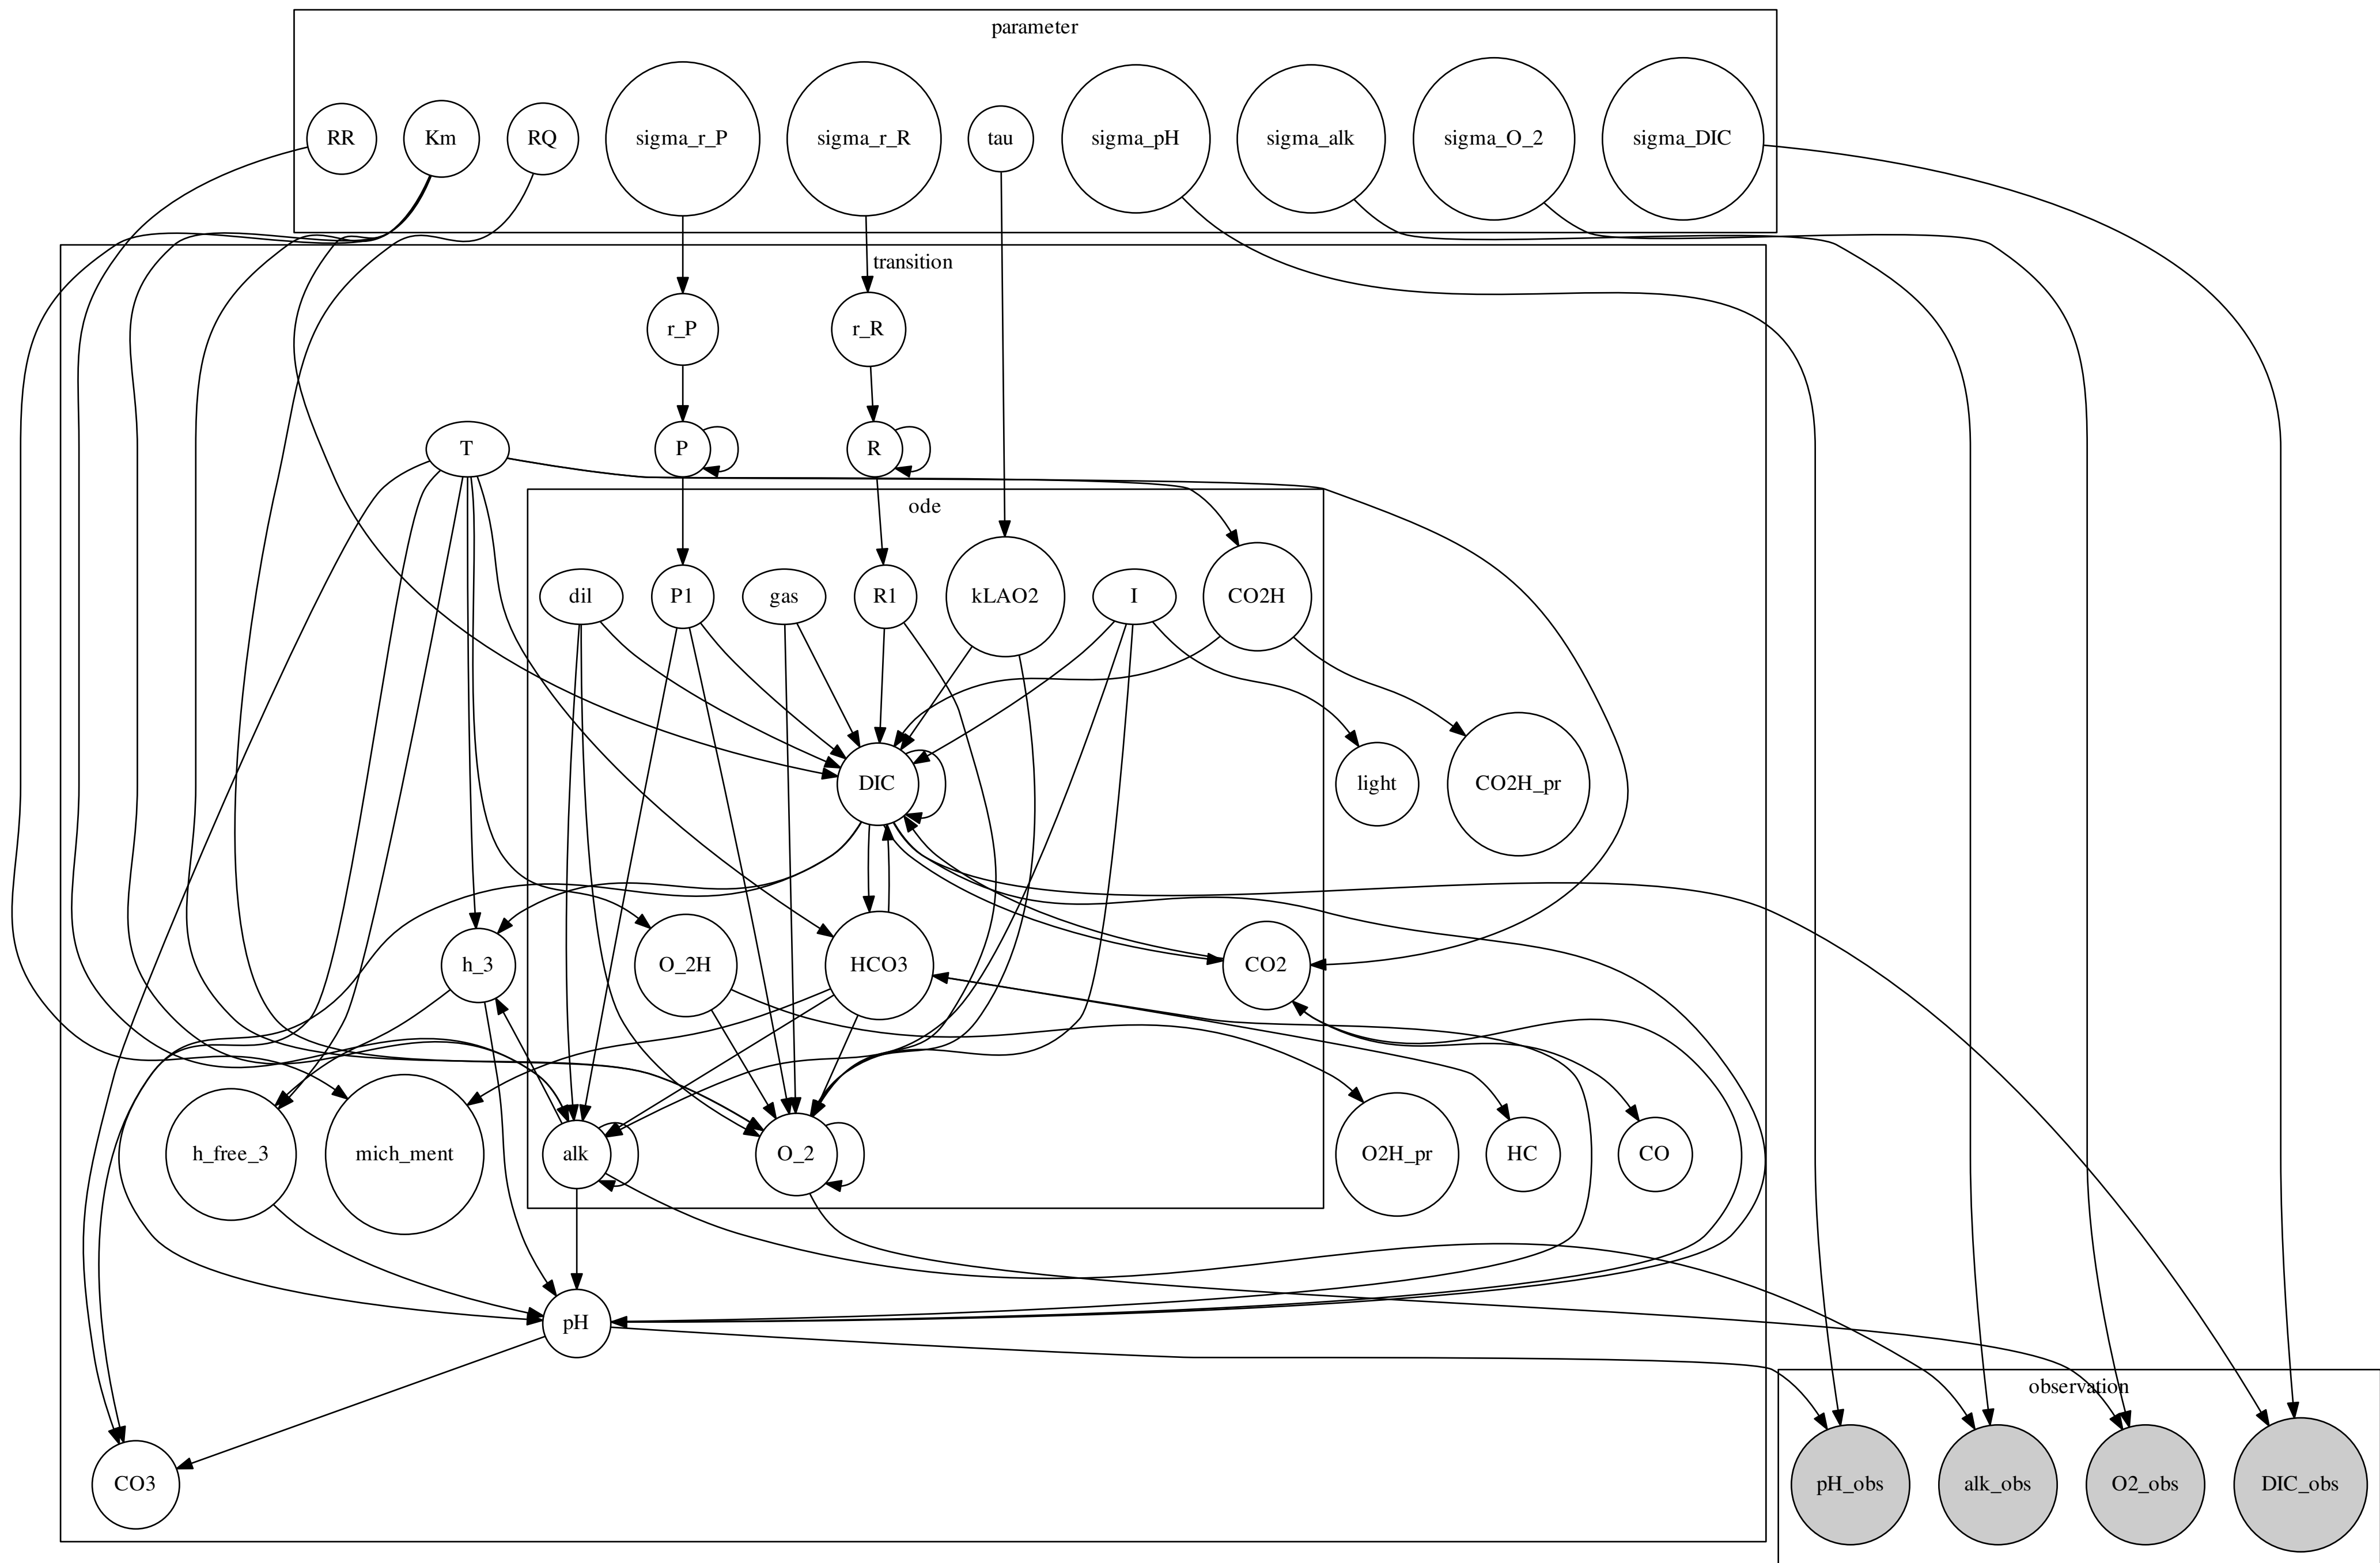 parameter
RR
Km
RQ
sigma_r_P
sigma_r_R
tau
sigma_pH
sigma_alk
sigma_O_2
sigma_DIC
transition
r_P
r_R
T
P
R
ode
dil
P1
gas
R1
kLAO2
I
CO2H
DIC
light
CO2H_pr
h_3
O_2H
HCO3
CO2
h_free_3
mich_ment
alk
O_2
O2H_pr
HC
CO
pH
observation
CO3
pH_obs
alk_obs
O2_obs
DIC_obs